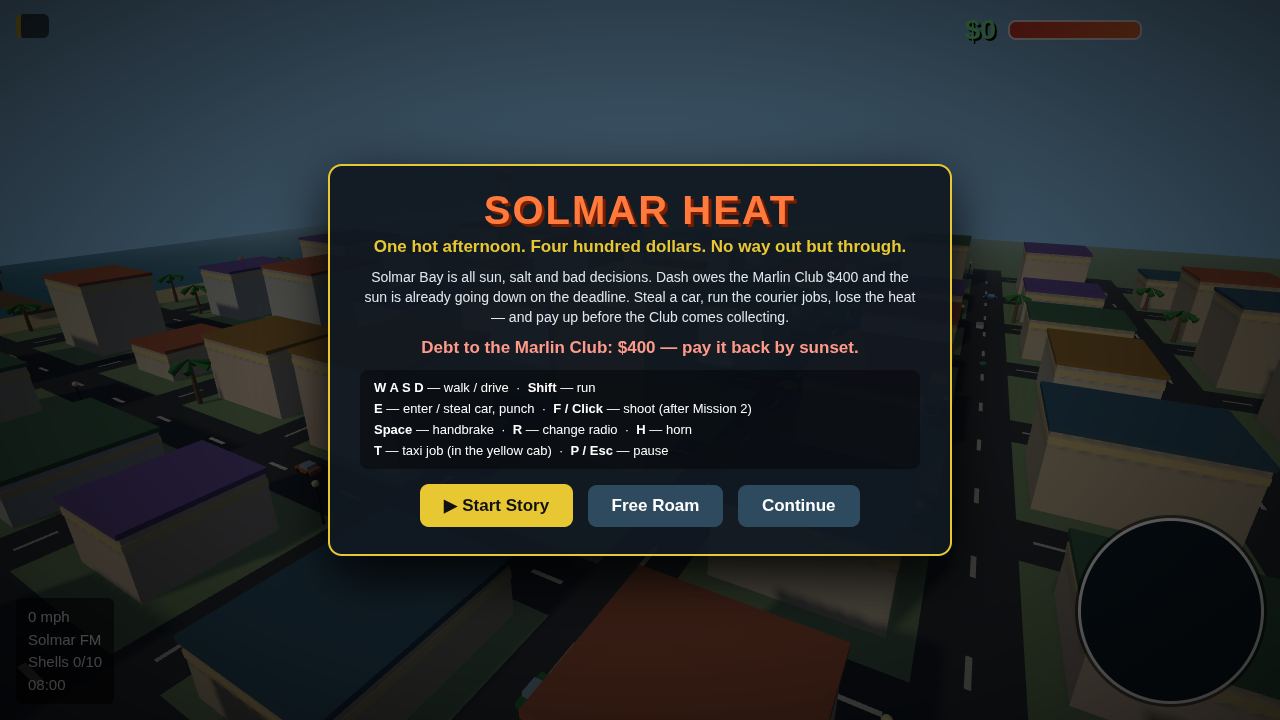 $0
SOLMAR HEAT
One hot afternoon. Four hundred dollars. No way out but through.
Solmar Bay is all sun, salt and bad decisions. Dash owes the Marlin Club $400 and the
sun is already going down on the deadline. Steal a car, run the courier jobs, lose the heat
— and pay up before the Club comes collecting.
Debt to the Marlin Club: $400 — pay it back by sunset.
W A S D — walk / drive · Shift — run
E — enter / steal car, punch · F / Click — shoot (after Mission 2)
Space — handbrake · R — change radio · H — horn
T — taxi job (in the yellow cab) · P / Esc — pause
▶ Start Story
Free Roam
Continue
0 mph
Solmar FM
Shells 0/10
08:00